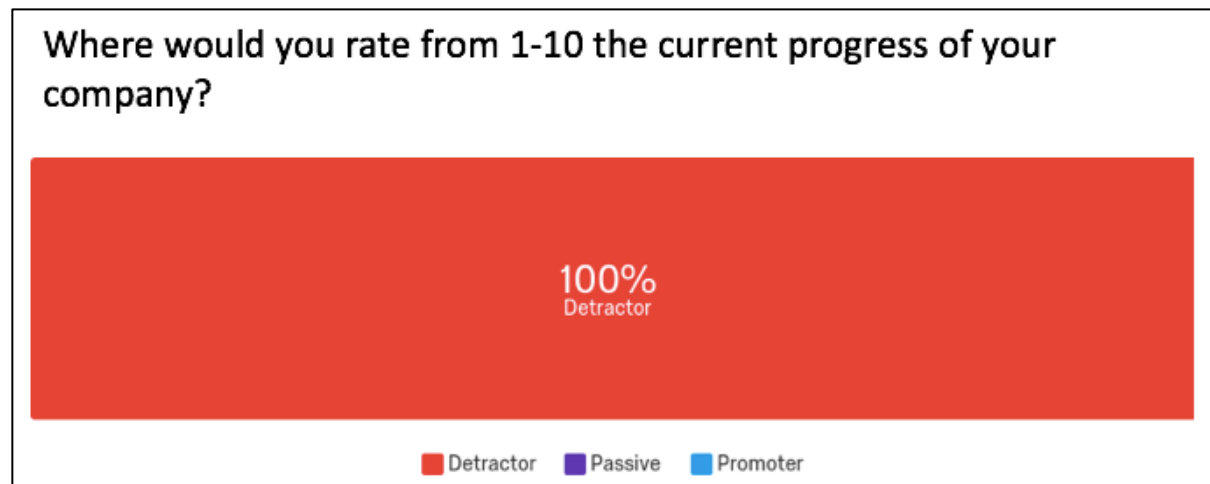 Where would you rate from 1-10 the current progress of your
company?
100%
Detractor
Detractor Passive Promoter